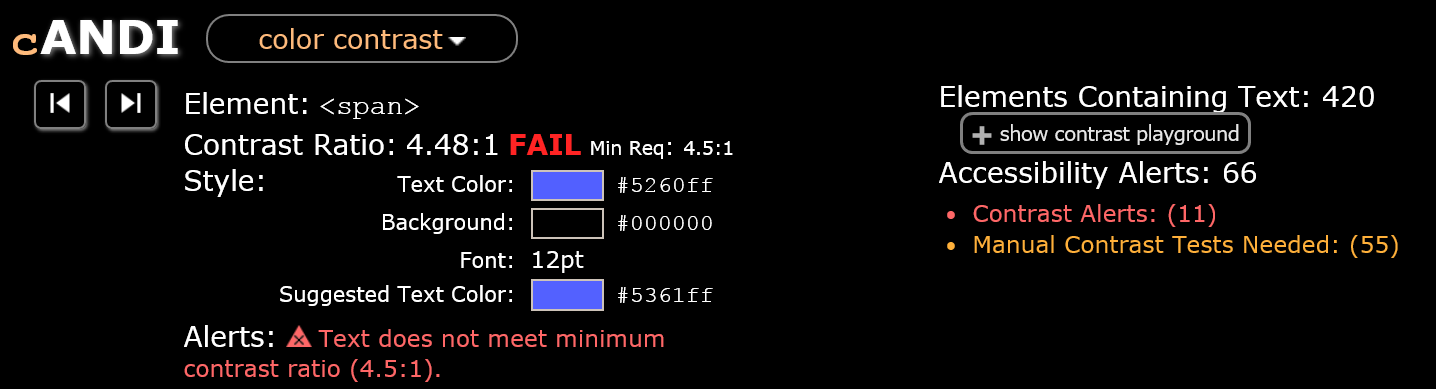 cANDI color contrast
Element: <span>
Contrast Ratio: 4.48:1 FAIL Min Req: 4.5:1
Style:
Text Color: #5260ff
Background: #000000
Font: 12pt
Suggested Text Color: #5361ff
Alerts: Text does not meet minimum
contrast ratio (4.5:1).
Elements Containing Text: 420
show contrast playground
Accessibility Alerts: 66
• Contrast Alerts: (11)
• Manual Contrast Tests Needed: (55)